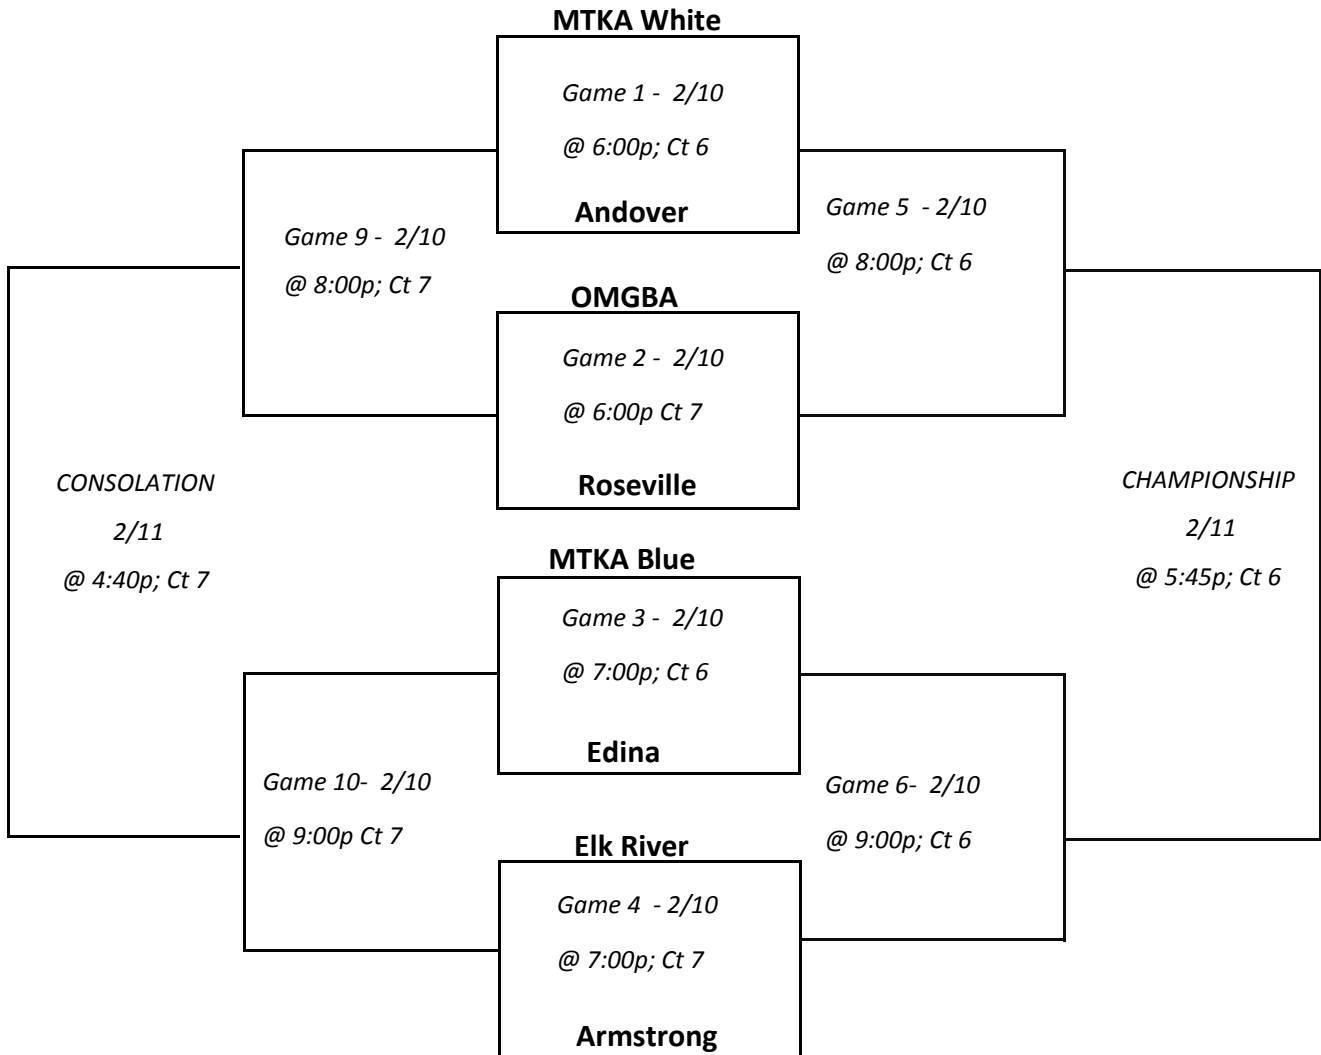 MTKA White
Game 1 - 2/10
@ 6:00p; Ct 6
Andover
Game 9 - 2/10
@ 8:00p; Ct 7
Game 5 - 2/10
@ 8:00p; Ct 6
OMGBA
Game 2 - 2/10
@ 6:00p Ct 7
Roseville
CONSOLATION
2/11
@ 4:40p; Ct 7
CHAMPIONSHIP
2/11
@ 5:45p; Ct 6
MTKA Blue
Game 3 - 2/10
@ 7:00p; Ct 6
Edina
Game 10- 2/10
@ 9:00p Ct 7
Game 6- 2/10
@ 9:00p; Ct 6
Elk River
Game 4 - 2/10
@ 7:00p; Ct 7
Armstrong